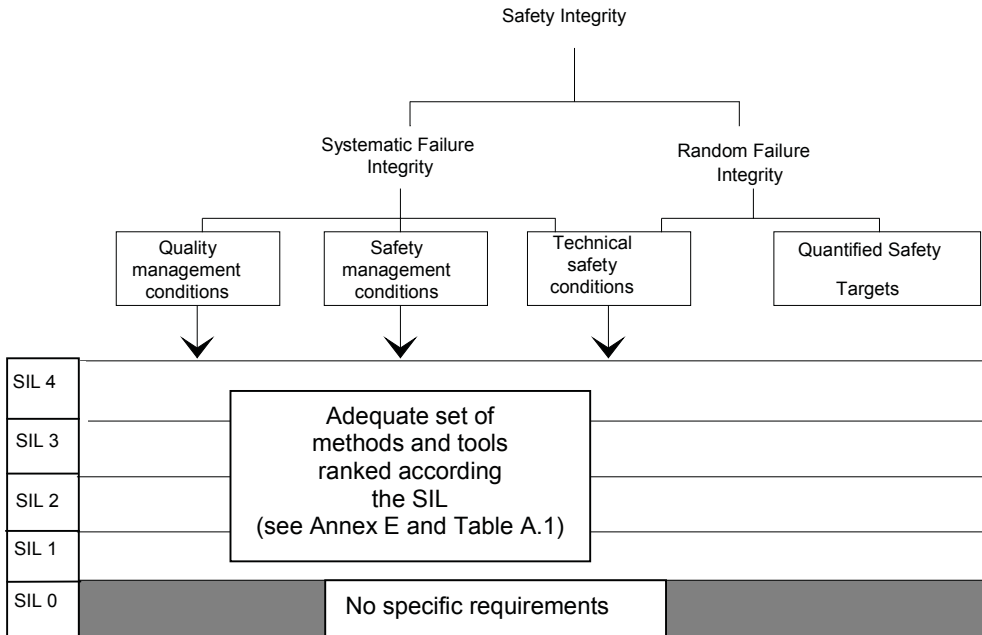 Safety Integrity
Systematic Failure
Integrity
Random Failure
Integrity
Quality
management
conditions
Safety
management
conditions
Technical
safety
conditions
Quantified Safety
Targets
SIL 4
SIL 3
SIL 2
SIL 1
SIL 0
Adequate set of
methods and tools
ranked according
the SIL
(see Annex E and Table A.1)
No specific requirements